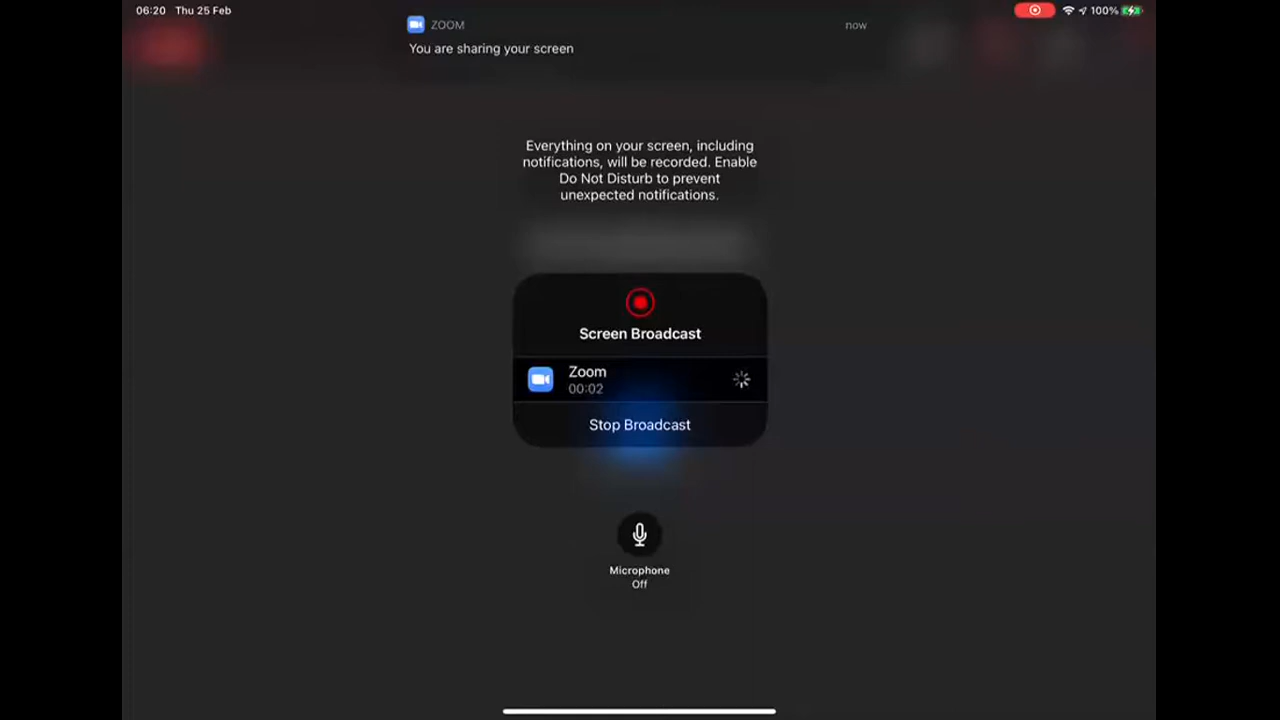 06:20 Thu 25 Feb
100%
ZOOM
now
You are sharing your screen
Everything on your screen, including
notifications, will be recorded. Enable
Do Not Disturb to prevent
unexpected notifications.
Screen Broadcast
Zoom
00:02
Stop Broadcast
Microphone
Off